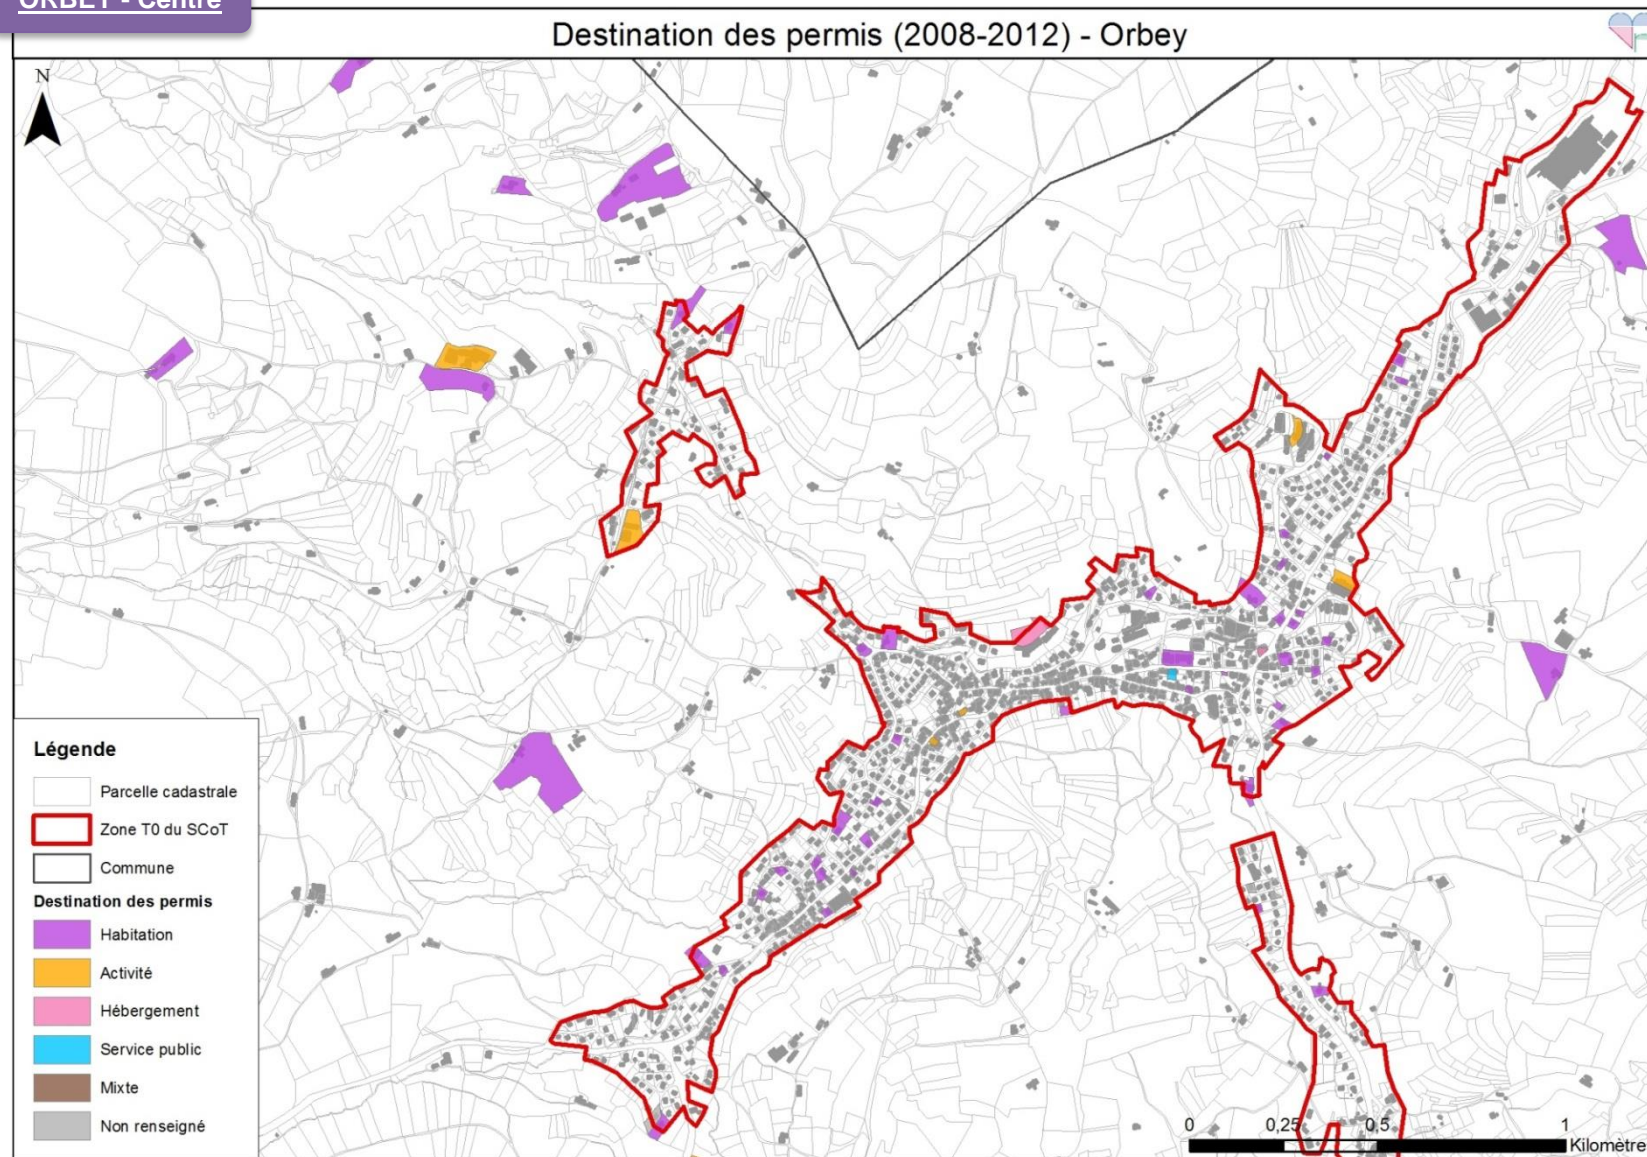 ORBEY - Centre
Destination des permis (2008-2012) - Orbey
N
Légende
Parcelle cadastrale
Zone T0 du SCoT
Commune
Destination des permis
Habitation
Activité
Hébergement
Service public
Mixte
Non renseigné
0 0,25 0,5 1
Kilomètre